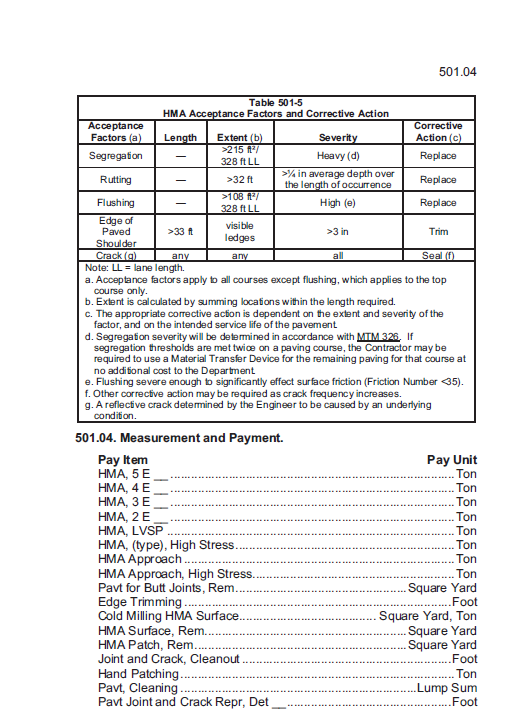 501.04
Table 501-5
HMA Acceptance Factors and Corrective Action
Acceptance Factors (a) Length Extent (b) Severity Corrective Action (c)
Segregation — >215 ft²/ 328 ft LL Heavy (d) Replace
Rutting — >32 ft >¼ in average depth over the length of occurrence Replace
Flushing — >108 ft²/ 328 ft LL High (e) Replace
Edge of Paved Shoulder >33 ft visible ledges >3 in Trim
Crack (g) any any all Seal (f)
Note: LL = lane length.
a. Acceptance factors apply to all courses except flushing, which applies to the top
course only.
b. Extent is calculated by summing locations within the length required.
c. The appropriate corrective action is dependent on the extent and severity of the
factor, and on the intended service life of the pavement.
d. Segregation severity will be determined in accordance with MTM 326. If
segregation thresholds are met twice on a paving course, the Contractor may be
required to use a Material Transfer Device for the remaining paving for that course at
no additional cost to the Department.
e. Flushing severe enough to significantly effect surface friction (Friction Number <35).
f. Other corrective action may be required as crack frequency increases.
g. A reflective crack determined by the Engineer to be caused by an underlying
condition.
501.04. Measurement and Payment.
Pay Item Pay Unit
HMA, 5 E __ ........ Ton
HMA, 4 E __ ........ Ton
HMA, 3 E __ ........ Ton
HMA, 2 E __ ........ Ton
HMA, LVSP ........ Ton
HMA, (type), High Stress ........ Ton
HMA Approach ........ Ton
HMA Approach, High Stress ........ Ton
Pavt for Butt Joints, Rem ........ Square Yard
Edge Trimming ........ Foot
Cold Milling HMA Surface ........ Square Yard, Ton
HMA Surface, Rem ........ Square Yard
HMA Patch, Rem ........ Square Yard
Joint and Crack, Cleanout ........ Foot
Hand Patching ........ Ton
Pavt, Cleaning ........ Lump Sum
Pavt Joint and Crack Repr, Det __ ........ Foot